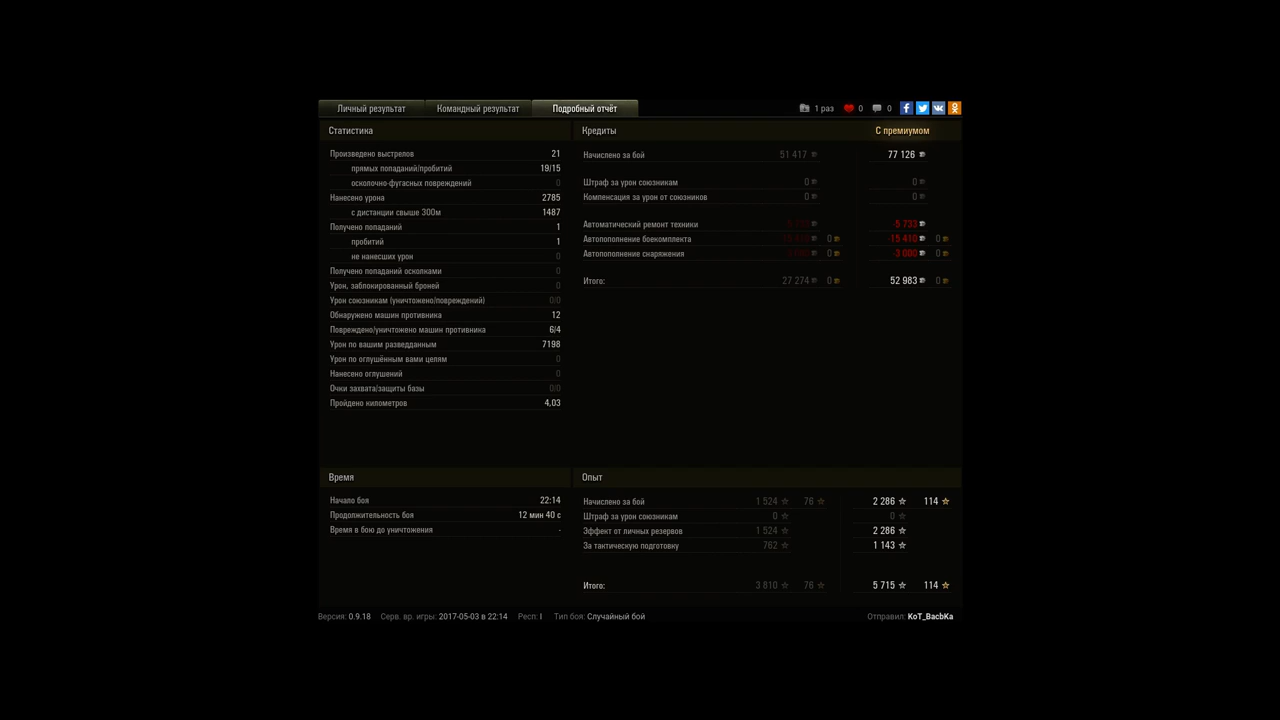 Личный результат Командный результат Подробный отчёт 1 раз 0 0
Статистика Кредиты С премиумом
Произведено выстрелов 21 Начислено за бой 51 417 77 126
прямых попаданий/пробитий 19/15
осколочно-фугасных повреждений 0 Штраф за урон союзникам 0 0
Нанесено урона 2785 Компенсация за урон от союзников 0 0
с дистанции свыше 300м 1487
Получено попаданий 1 Автоматический ремонт техники -5 733
пробитий 1 Автопополнение боекомплекта 0 -15 410 0
не нанесших урон 0 Автопополнение снаряжения 0 -3 000 0
Получено попаданий осколками 0
Урон, заблокированный бронёй 0 Итого: 27 274 0 52 983 0
Урон союзникам (уничтожено/повреждений) 0/0
Обнаружено машин противника 12
Повреждено/уничтожено машин противника 6/4
Урон по вашим разведданным 7198
Урон по оглушённым вами целям 0
Нанесено оглушений 0
Очки захвата/защиты базы 0/0
Пройдено километров 4,03
Время Опыт
Начало боя 22:14 Начислено за бой 1 524 76 2 286 114
Продолжительность боя 12 мин 40 с Штраф за урон союзникам 0 0
Время в бою до уничтожения - Эффект от личных резервов 1 524 2 286
За тактическую подготовку 762 1 143
Итого: 3 810 76 5 715 114
Версия: 0.9.18 Серв. вр. игры: 2017-05-03 в 22:14 Респ: I Тип боя: Случайный бой Отправил: KoT_BacbKa